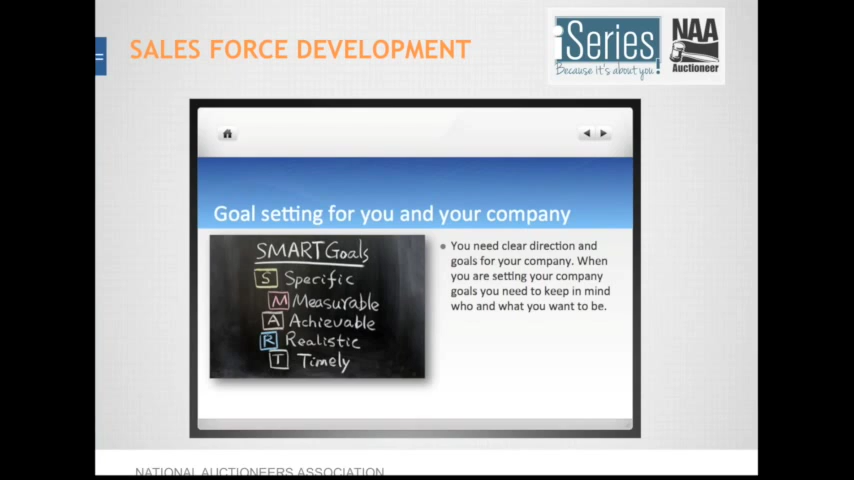 SALES FORCE DEVELOPMENT
iSeries
Because it's about you!
NAA
Auctioneer
Goal setting for you and your company
SMART Goals
S Specific
M Measurable
A Achievable
R Realistic
T Timely
You need clear direction and
goals for your company. When
you are setting your company
goals you need to keep in mind
who and what you want to be.
NATIONAL AUCTIONEERS ASSOCIATION